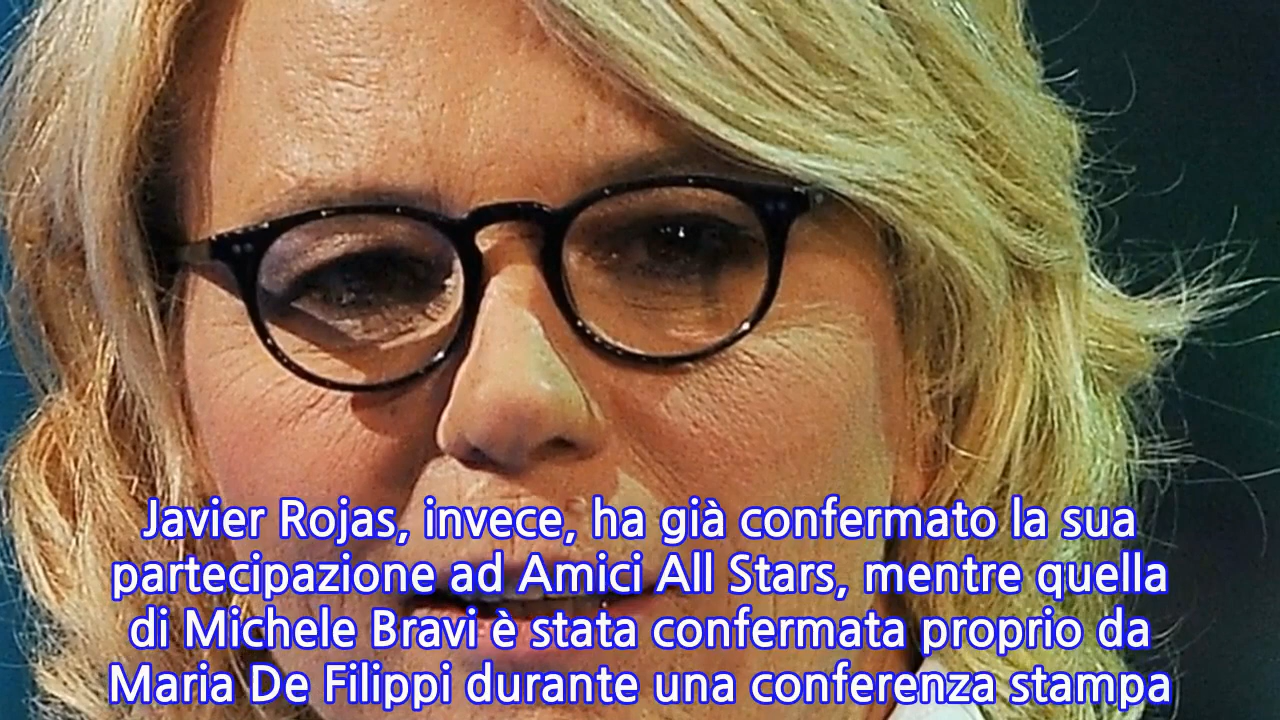 Javier Rojas, invece, ha già confermato la sua
partecipazione ad Amici All Stars, mentre quella
di Michele Bravi è stata confermata proprio da
Maria De Filippi durante una conferenza stampa